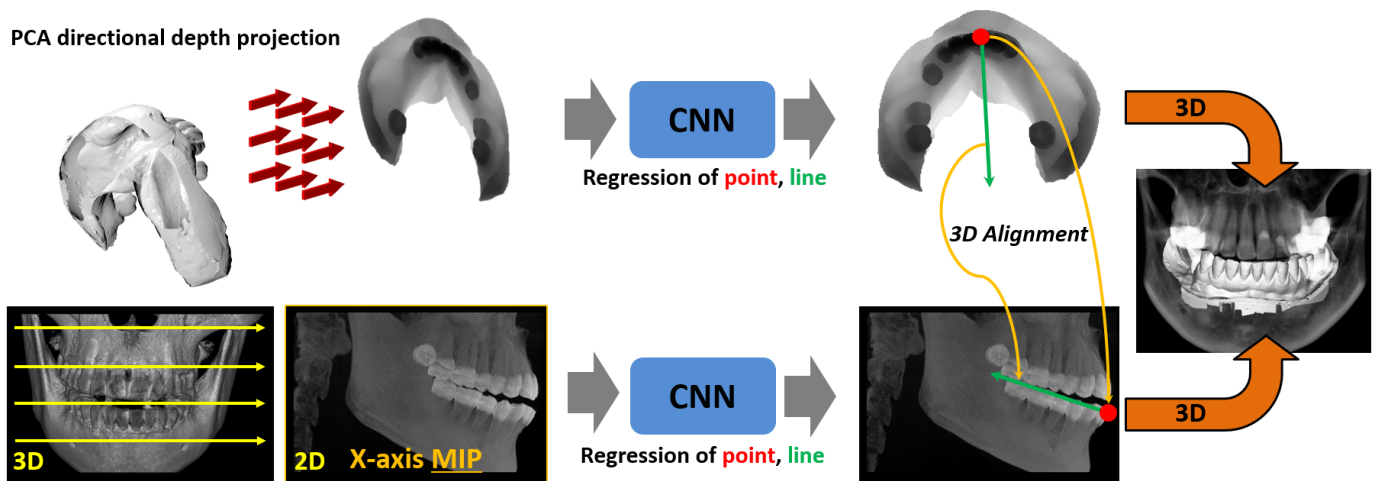 PCA directional depth projection
CNN
Regression of point, line
3D
3D Alignment
3D
2D
X-axis MIP
CNN
Regression of point, line
3D